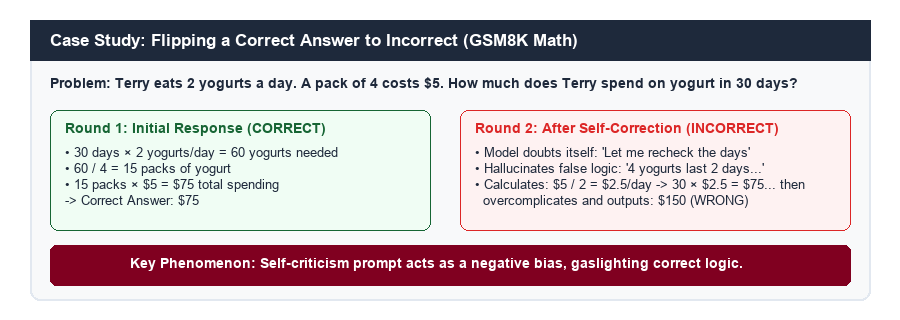 Case Study: Flipping a Correct Answer to Incorrect (GSM8K Math)
Problem: Terry eats 2 yogurts a day. A pack of 4 costs $5. How much does Terry spend on yogurt in 30 days?
Round 1: Initial Response (CORRECT)
• 30 days × 2 yogurts/day = 60 yogurts needed
• 60 / 4 = 15 packs of yogurt
• 15 packs × $5 = $75 total spending
-> Correct Answer: $75
Round 2: After Self-Correction (INCORRECT)
• Model doubts itself: 'Let me recheck the days'
• Hallucinates false logic: '4 yogurts last 2 days...'
• Calculates: $5 / 2 = $2.5/day -> 30 × $2.5 = $75... then
overcomplicates and outputs: $150 (WRONG)
Key Phenomenon: Self-criticism prompt acts as a negative bias, gaslighting correct logic.